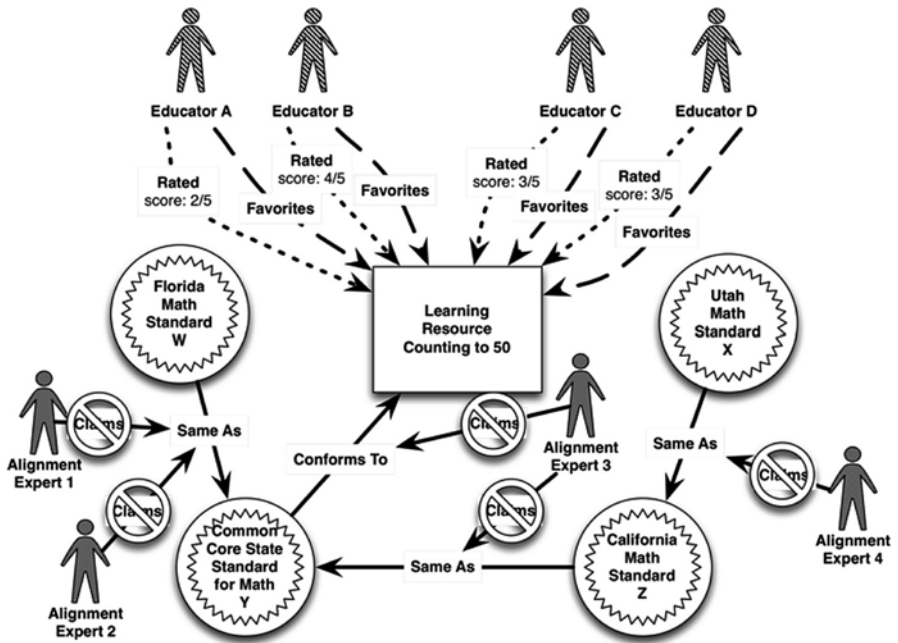 Educator A
Educator B
Educator C
Educator D
Rated
score: 2/5
Favorites
Rated
score: 4/5
Favorites
Rated
score: 3/5
Favorites
Rated
score: 3/5
Favorites
Florida
Math
Standard
W
Learning
Resource
Counting to 50
Utah
Math
Standard
X
Claims
Same As
Alignment
Expert 1
Claims
Conforms To
Claims
Alignment
Expert 3
Same As
Claims
Alignment
Expert 4
Claims
Alignment
Expert 2
Common
Core State
Standard
for Math
Y
Same As
California
Math
Standard
Z